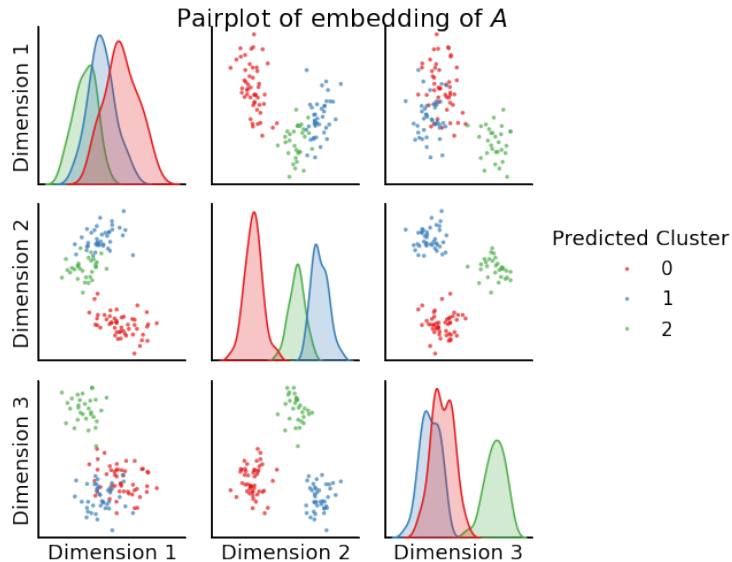 Pairplot of embedding of A
Dimension 1
Dimension 2
Dimension 3
Dimension 1
Dimension 2
Dimension 3
Predicted Cluster
0
1
2